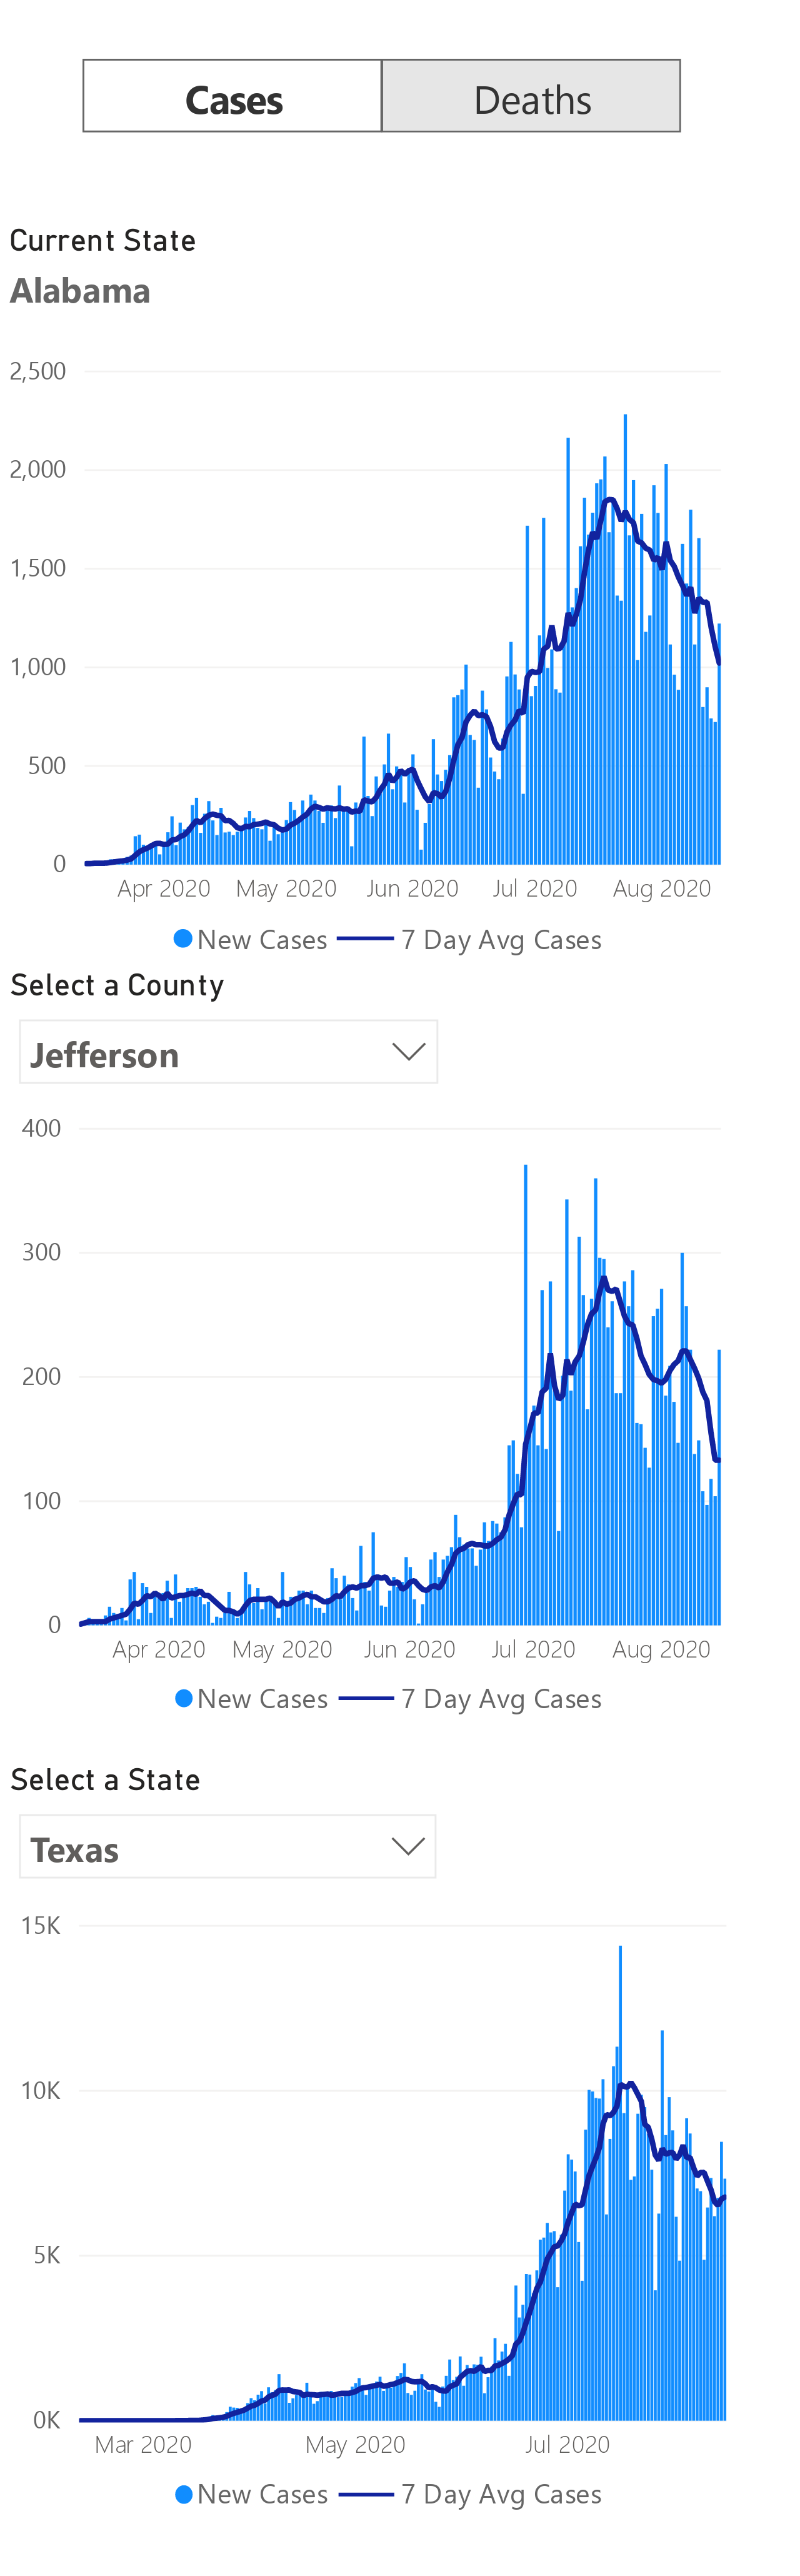 Cases Deaths
Current State
Alabama
2,500
2,000
1,500
1,000
500
0
Apr 2020 May 2020 Jun 2020 Jul 2020 Aug 2020
New Cases 7 Day Avg Cases
Select a County
Jefferson
400
300
200
100
0
Apr 2020 May 2020 Jun 2020 Jul 2020 Aug 2020
New Cases 7 Day Avg Cases
Select a State
Texas
15K
10K
5K
0K
Mar 2020 May 2020 Jul 2020
New Cases 7 Day Avg Cases